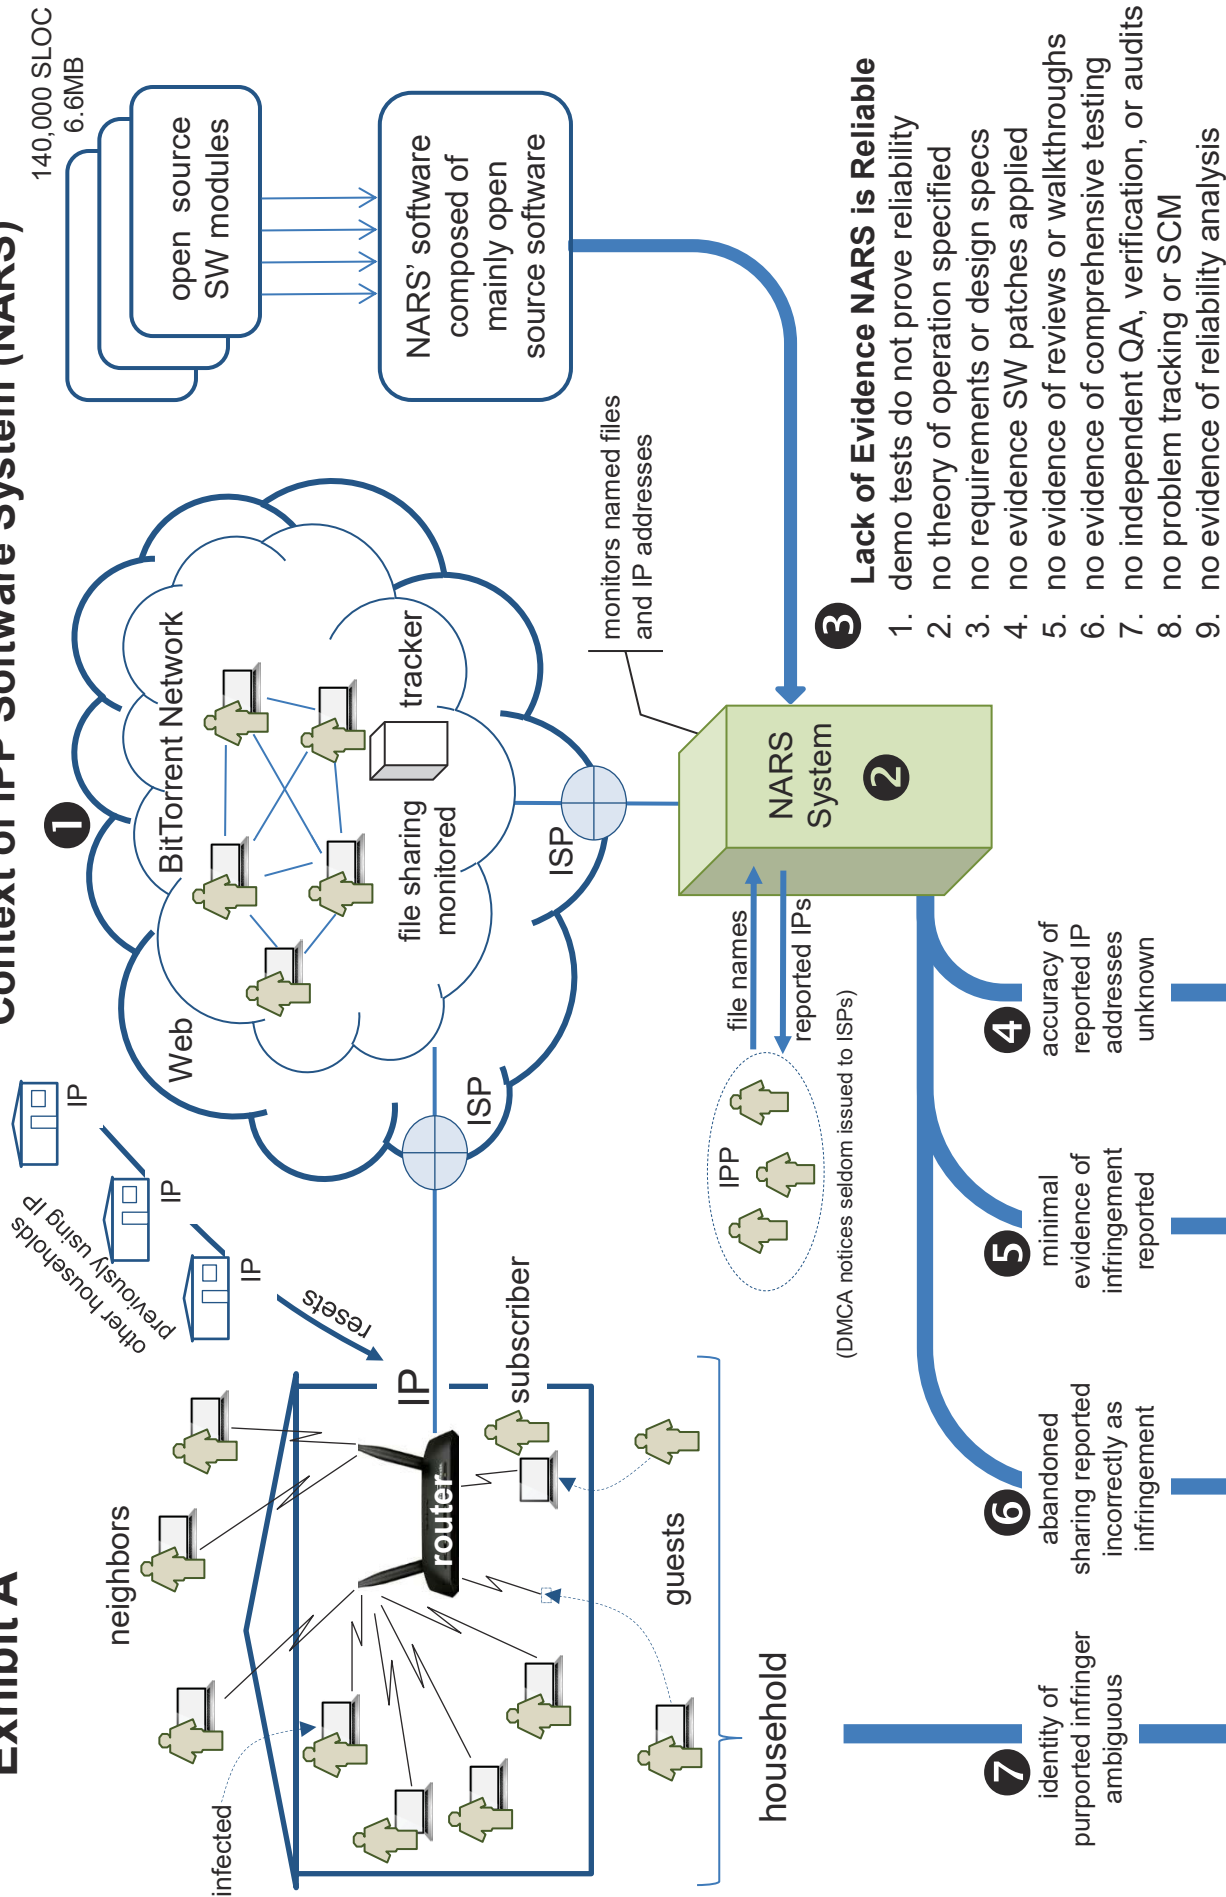 Exhibit A
Context of IPP Software System (NARS)
140,000 SLOC
6.6MB
open source
SW modules
NARS' software
composed of
mainly open
source software
other households
previously using IP
IP
IP
IP
resets
neighbors
infected
IP
router
subscriber
guests
household
1
Web
BitTorrent Network
tracker
file sharing
monitored
ISP
ISP
monitors named files
and IP addresses
IPP
file names
reported IPs
(DMCA notices seldom issued to ISPs)
NARS
System
2
3
Lack of Evidence NARS is Reliable
1. demo tests do not prove reliability
2. no theory of operation specified
3. no requirements or design specs
4. no evidence SW patches applied
5. no evidence of reviews or walkthroughs
6. no evidence of comprehensive testing
7. no independent QA, verification, or audits
8. no problem tracking or SCM
9. no evidence of reliability analysis
7
identity of
purported infringer
ambiguous
6
abandoned
sharing reported
incorrectly as
infringement
5
minimal
evidence of
infringement
reported
4
accuracy of
reported IP
addresses
unknown